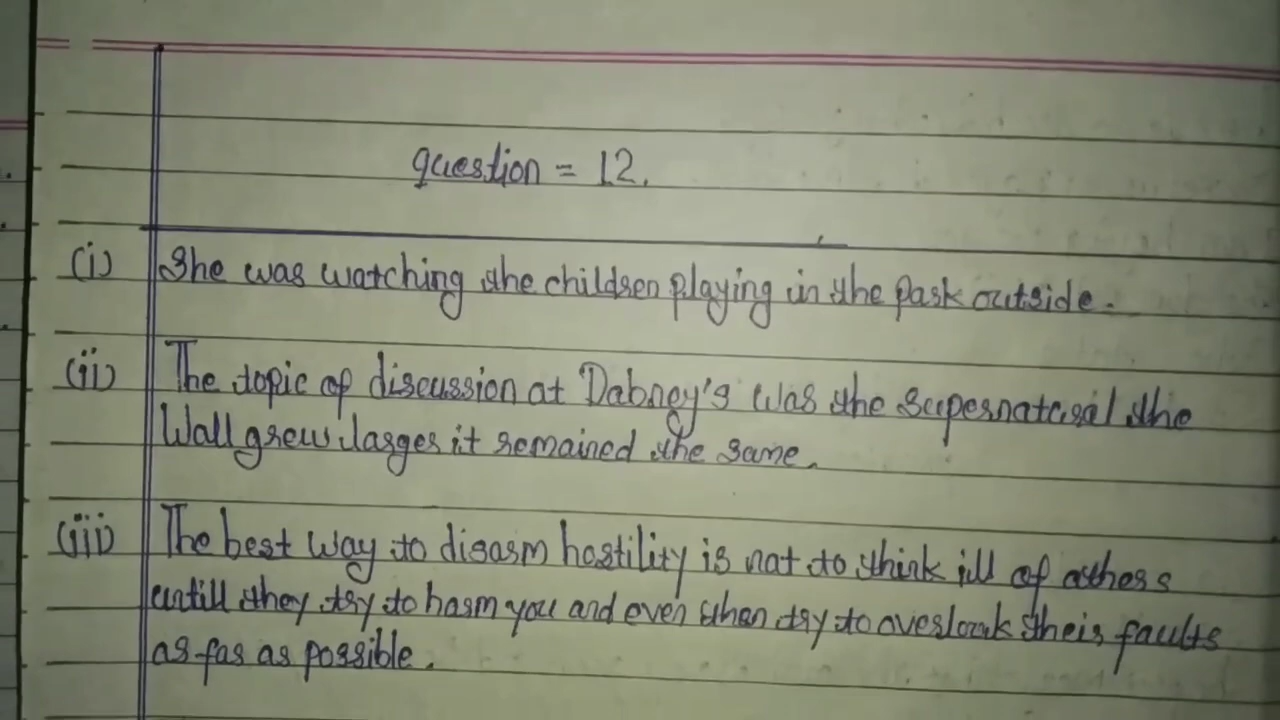 question = 12.
(i) She was watching the children playing in the park outside.
(ii) The topic of discussion at Dabney's was the supernatural the
Wall grew larger it remained the same.
(iii) The best way to disarm hostility is not to think ill of others
untill they try to harm you and even then try to overlook their faults
as far as possible.